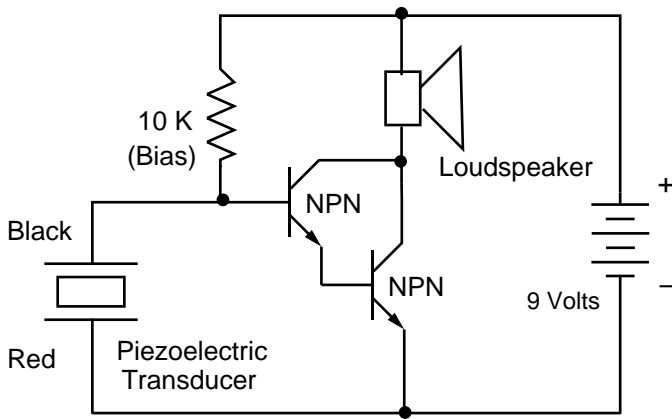 10 K
(Bias)
Loudspeaker
NPN
+
Black
NPN
9 Volts
–
Red
Piezoelectric
Transducer